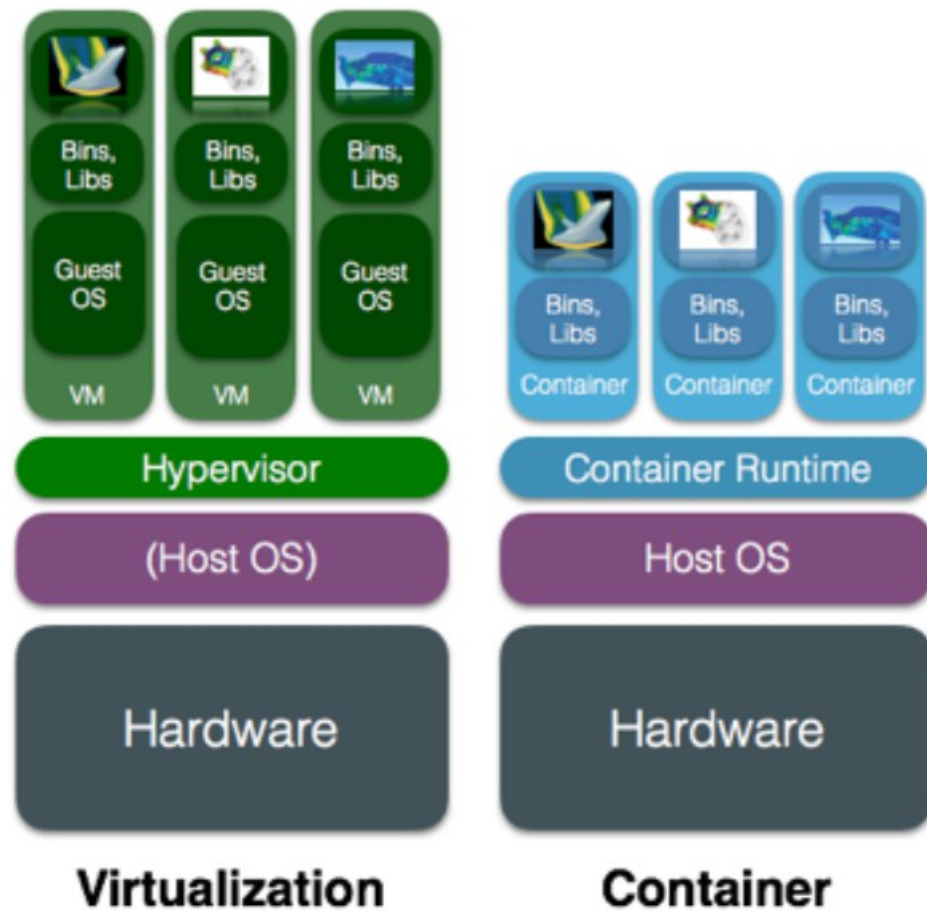 Bins,
Libs
Bins,
Libs
Bins,
Libs
Guest
OS
Guest
OS
Guest
OS
VM
VM
VM
Hypervisor
(Host OS)
Hardware
Virtualization
Bins,
Libs
Bins,
Libs
Bins,
Libs
Container
Container
Container
Container Runtime
Host OS
Hardware
Container